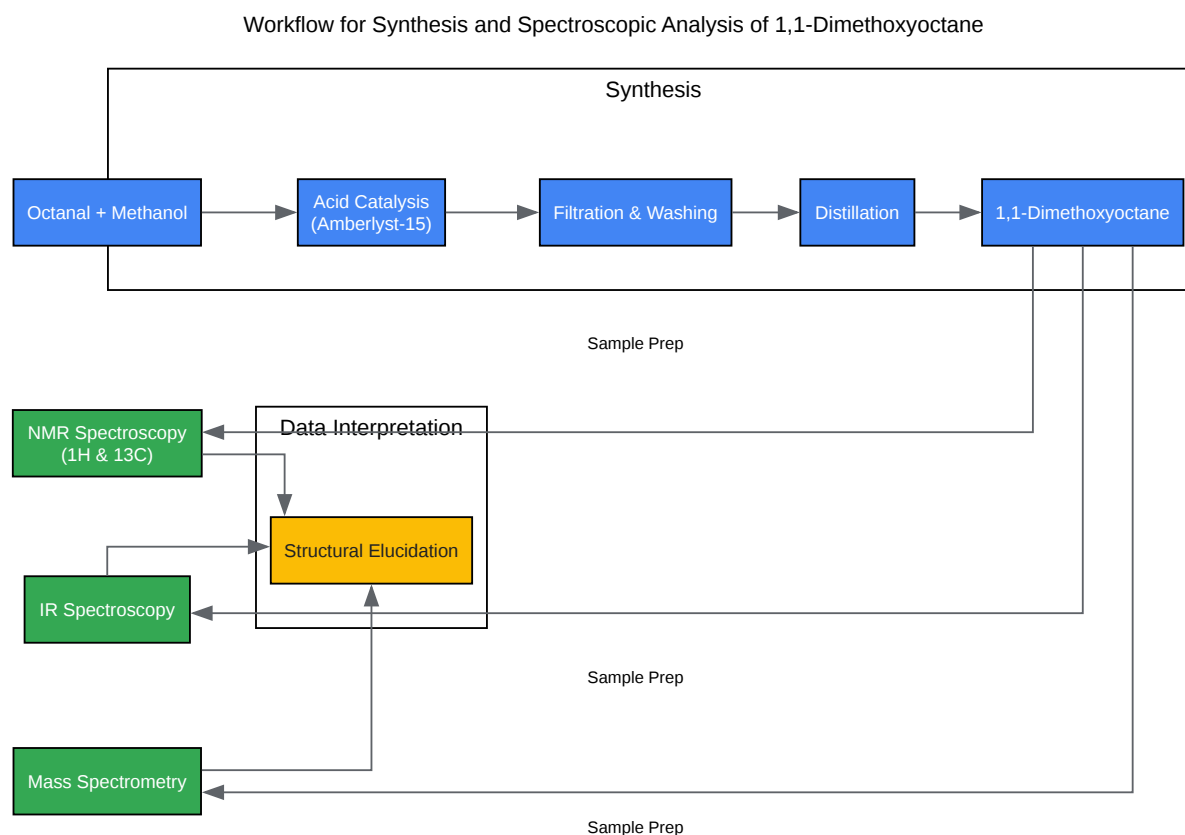 Workflow for Synthesis and Spectroscopic Analysis of 1,1-Dimethoxyoctane
Synthesis
Octanal + Methanol
Acid Catalysis
(Amberlyst-15)
Filtration & Washing
Distillation
1,1-Dimethoxyoctane
Sample Prep
NMR Spectroscopy
(1H & 13C)
Data Interpretation
Structural Elucidation
IR Spectroscopy
Sample Prep
Mass Spectrometry
Sample Prep